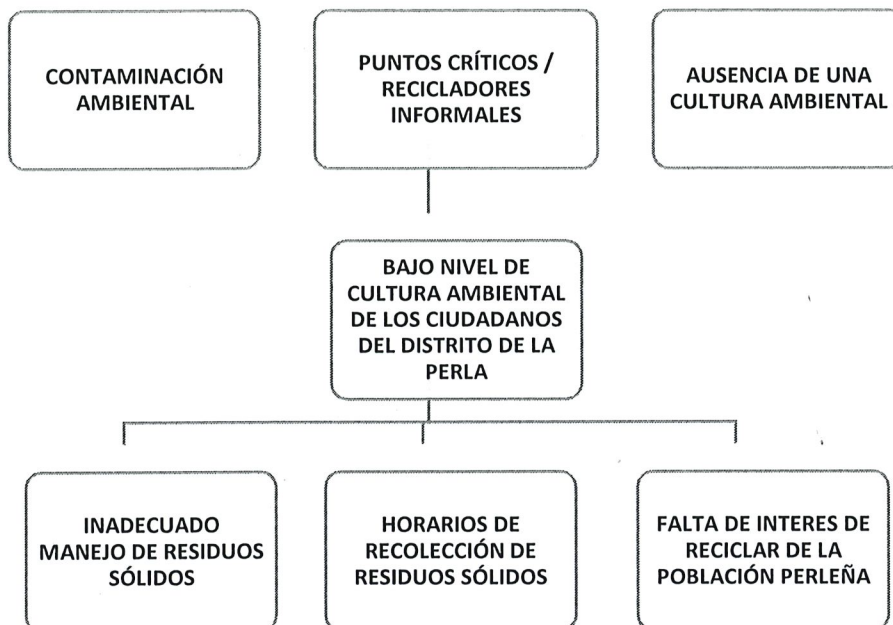 CONTAMINACIÓN
AMBIENTAL
PUNTOS CRÍTICOS /
RECICLADORES
INFORMALES
AUSENCIA DE UNA
CULTURA AMBIENTAL
BAJO NIVEL DE
CULTURA AMBIENTAL
DE LOS CIUDADANOS
DEL DISTRITO DE LA
PERLA
INADECUADO
MANEJO DE RESIDUOS
SÓLIDOS
HORARIOS DE
RECOLECCIÓN DE
RESIDUOS SÓLIDOS
FALTA DE INTERES DE
RECICLAR DE LA
POBLACIÓN PERLEÑA